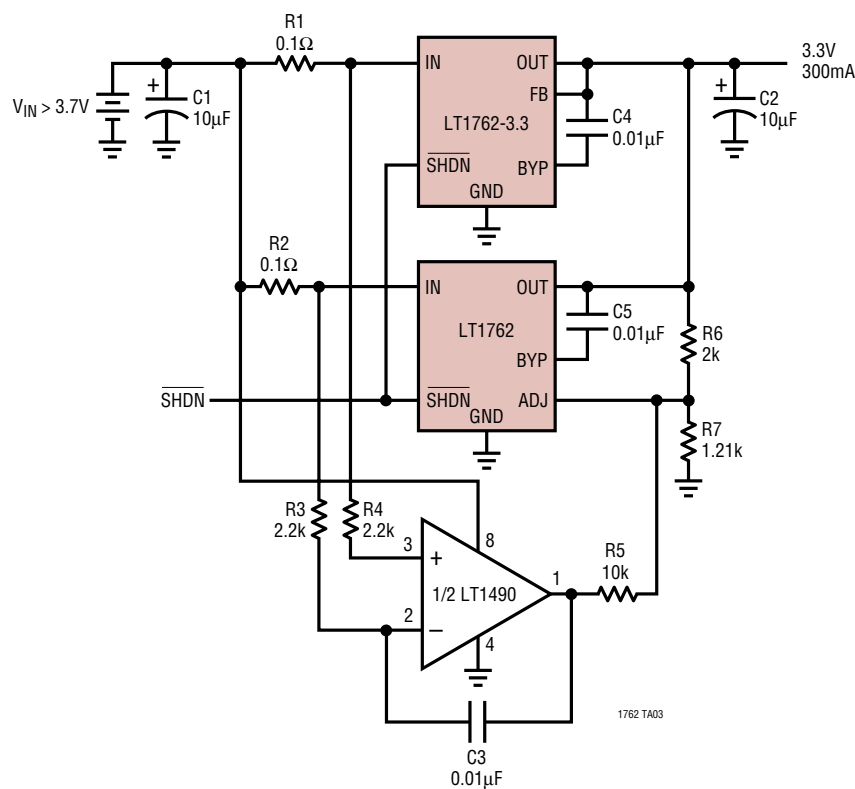 R1
0.1Ω
3.3V
300mA
IN
OUT
FB
+
C1
10µF
VIN > 3.7V
LT1762-3.3
C4
0.01µF
+
C2
10µF
SHDN
BYP
GND
R2
0.1Ω
IN
OUT
C5
0.01µF
LT1762
R6
2k
BYP
SHDN
SHDN
ADJ
GND
R7
1.21k
R3
2.2k
R4
2.2k
8
3
+
R5
10k
1
1/2 LT1490
2
–
4
1762 TA03
C3
0.01µF